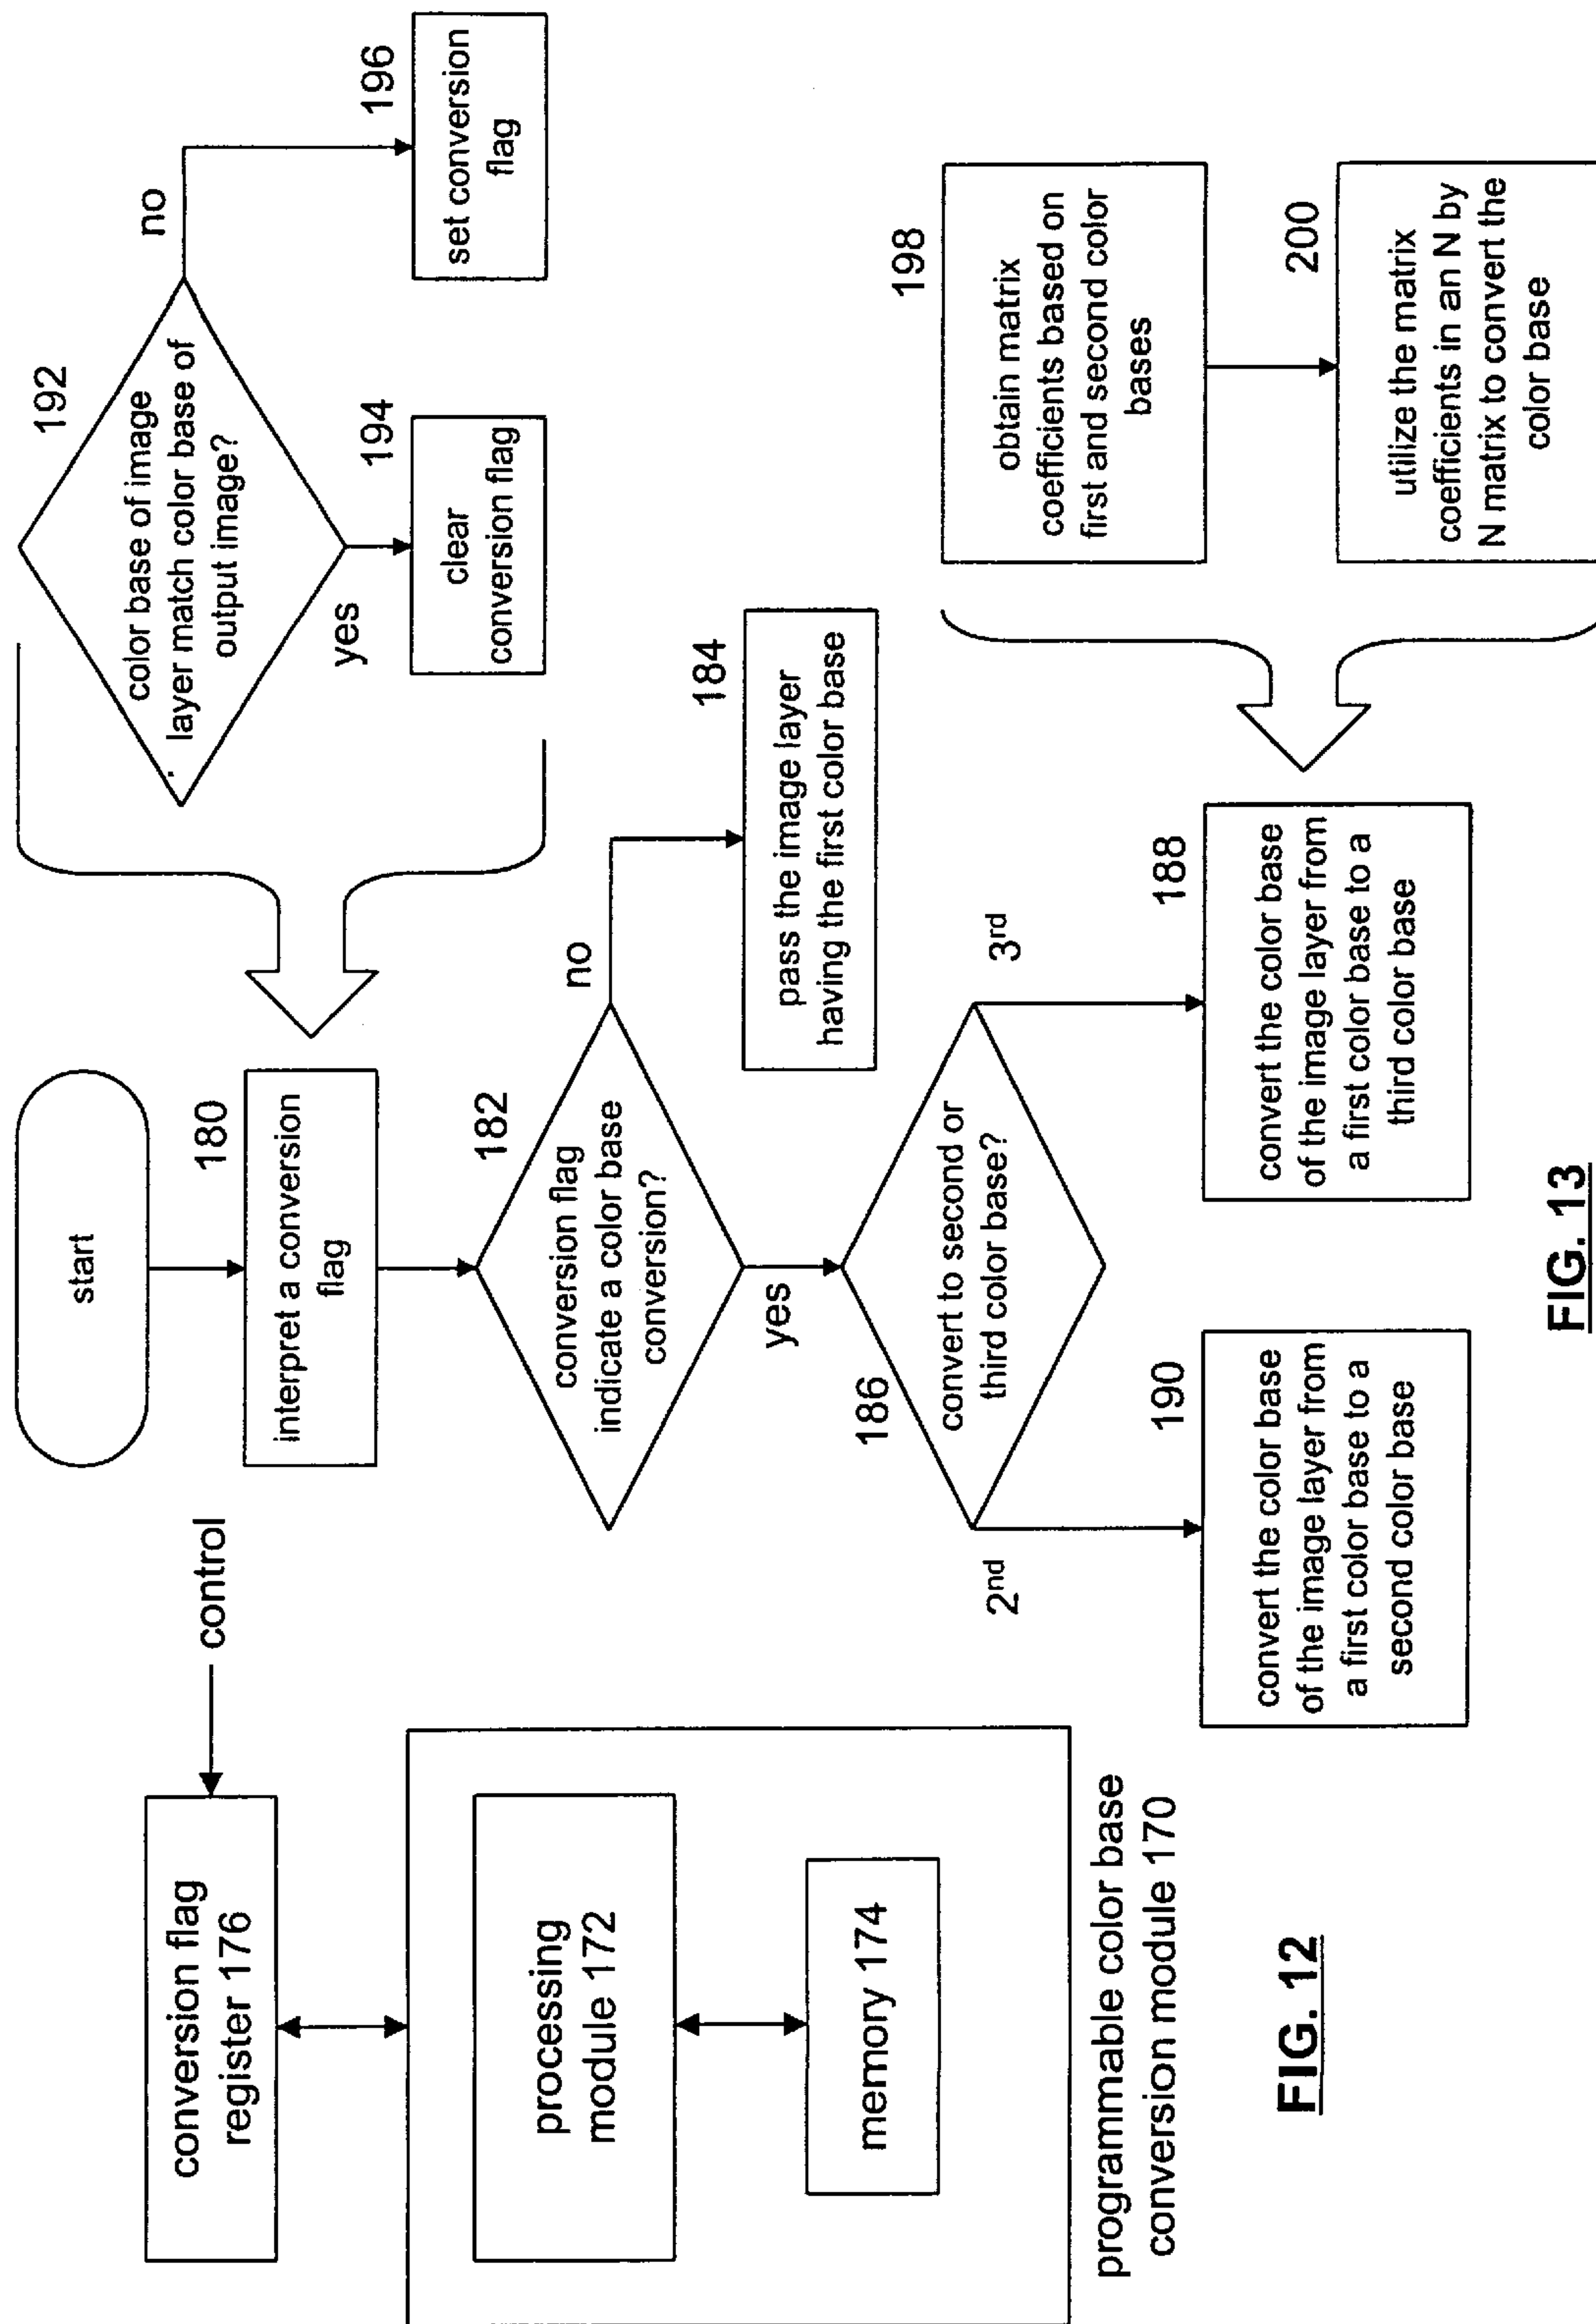 conversion flag
register 176
control
processing
module 172
memory 174
programmable color base
conversion module 170
FIG. 12
start
180
interpret a conversion
flag
182
conversion flag
indicate a color base
conversion?
no
yes
184
pass the image layer
having the first color base
186
convert to second or
third color base?
2nd
3rd
190
convert the color base
of the image layer from
a first color base to a
second color base
188
convert the color base
of the image layer from
a first color base to a
third color base
192
color base of image
layer match color base of
output image?
no
yes
194
clear
conversion flag
196
set conversion
flag
198
obtain matrix
coefficients based on
first and second color
bases
200
utilize the matrix
coefficients in an N by
N matrix to convert the
color base
FIG. 13